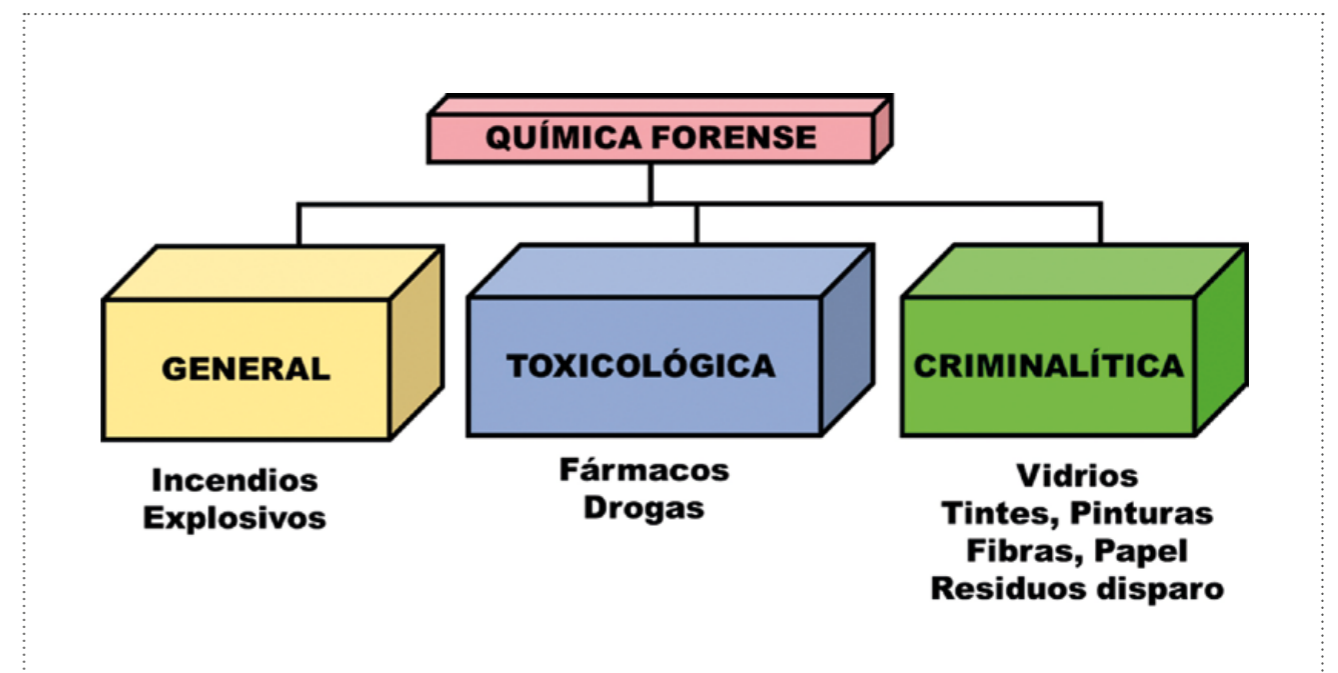 QUÍMICA FORENSE
GENERAL
Incendios
Explosivos
TOXICOLÓGICA
Fármacos
Drogas
CRIMINALÍTICA
Vidrios
Tintes, Pinturas
Fibras, Papel
Residuos disparo